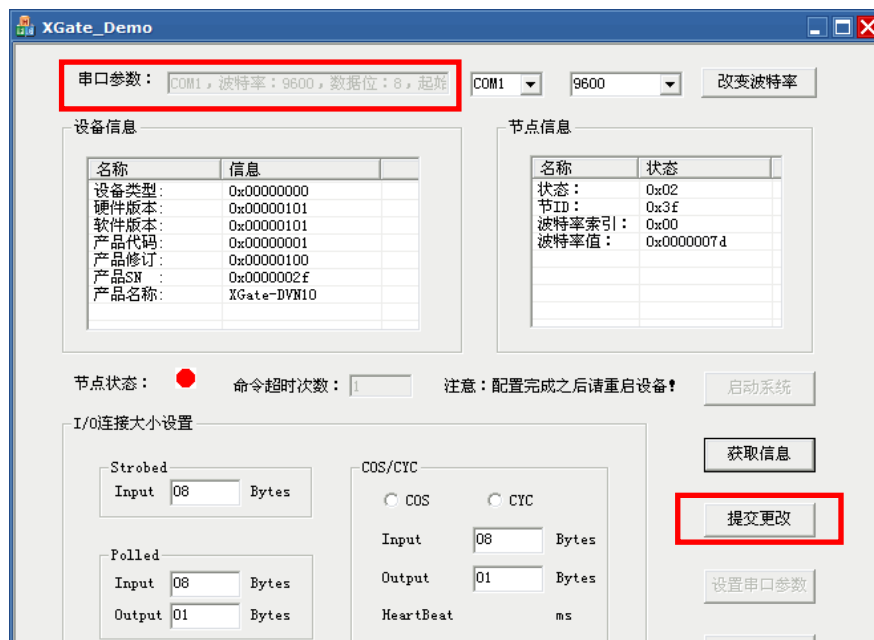 XGate_Demo
串口参数： COM1，波特率：9600，数据位：8，起始 COM1 9600 改变波特率
设备信息
名称 信息
设备类型: 0x00000000
硬件版本: 0x00000101
软件版本: 0x00000101
产品代码: 0x00000001
产品修订: 0x00000100
产品SN : 0x0000002f
产品名称: XGate-DVN10
节点信息
名称 状态
状态： 0x02
节ID： 0x3f
波特率索引： 0x00
波特率值： 0x0000007d
节点状态： 命令超时次数： 1 注意：配置完成之后请重启设备！ 启动系统
获取信息
提交更改
设置串口参数
I/O连接大小设置
Strobed
Input 08 Bytes
Polled
Input 08 Bytes
Output 01 Bytes
COS/CYC
COS CYC
Input 08 Bytes
Output 01 Bytes
HeartBeat ms